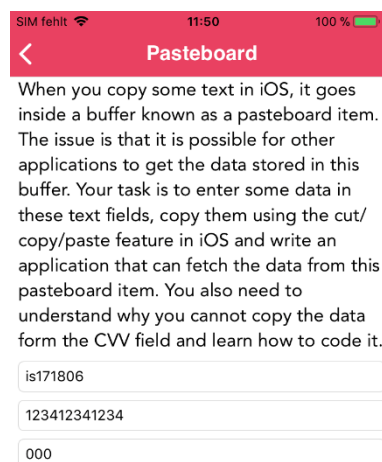 SIM fehlt 11:50 100 %
Pasteboard
When you copy some text in iOS, it goes
inside a buffer known as a pasteboard item.
The issue is that it is possible for other
applications to get the data stored in this
buffer. Your task is to enter some data in
these text fields, copy them using the cut/
copy/paste feature in iOS and write an
application that can fetch the data from this
pasteboard item. You also need to
understand why you cannot copy the data
form the CVV field and learn how to code it.
is171806
123412341234
000